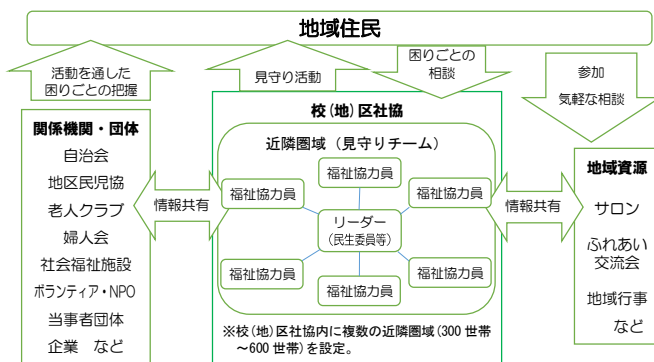 地域住民
活動を通した
困りごとの把握
見守り活動
困りごとの
相談
参加
気軽な相談
関係機関・団体
自治会
地区民児協
老人クラブ
婦人会
社会福祉施設
ボランティア・NPO
当事者団体
企業 など
情報共有
校(地)区社協
近隣圏域(見守りチーム)
福祉協力員
福祉協力員
福祉協力員
リーダー
(民生委員等)
福祉協力員
福祉協力員
福祉協力員
※校(地)区社協内に複数の近隣圏域(300 世帯
~600 世帯)を設定。
情報共有
地域資源
サロン
ふれあい
交流会
地域行事
など